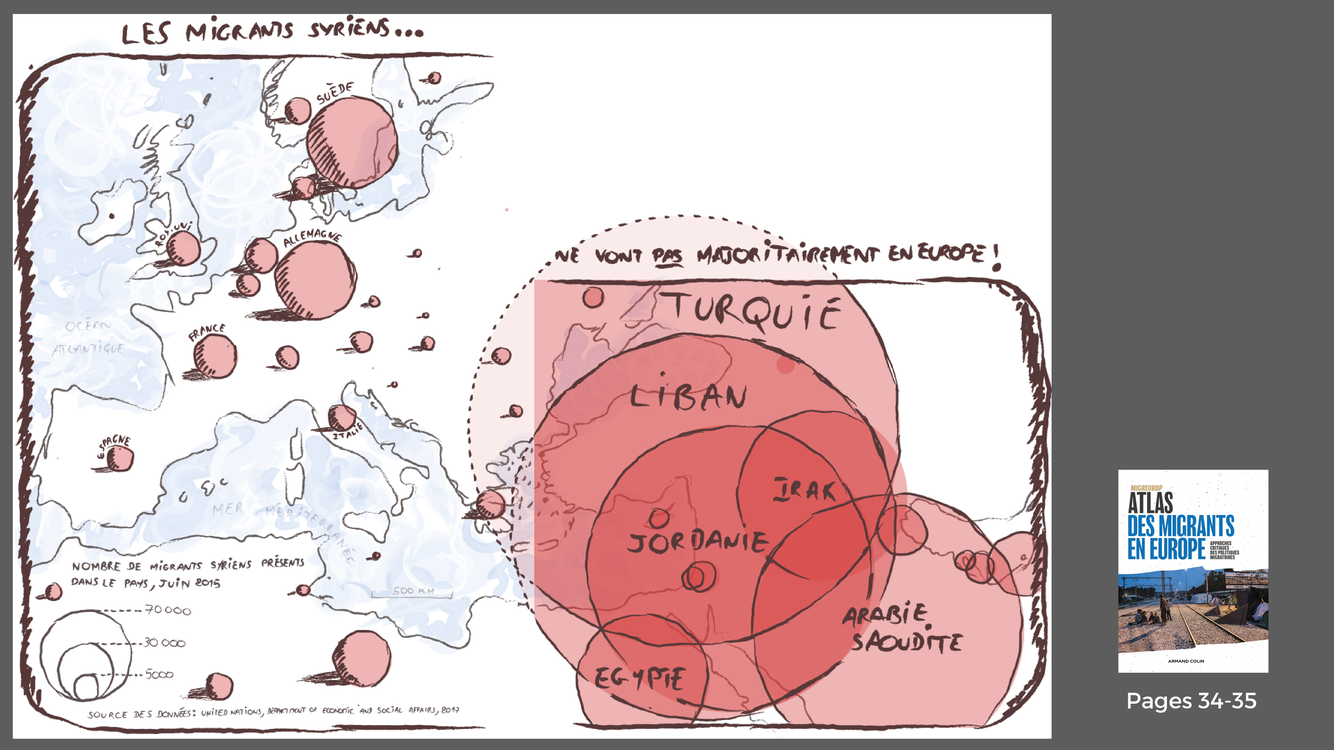 LES MIGRANTS SYRIENS...
NE VONT PAS MAJORITAIREMENT EN EUROPE !
SUÈDE
ROY. UNI
ALLEMAGNE
OCÉAN
ATLANTIQUE
FRANCE
ESPAGNE
ITALIE
MER MÉDITERRANÉE
TURQUIE
LIBAN
IRAK
JORDANIE
ARABIE
SAOUDITE
EGYPTE
500 KM
NOMBRE DE MIGRANTS SYRIENS PRÉSENTS
DANS LE PAYS, JUIN 2015
70 000
30 000
5000
SOURCE DES DONNÉES: UNITED NATIONS, DEPARTMENT OF ECONOMIC AND SOCIAL AFFAIRS, 2017
MIGREUROP
ATLAS
DES MIGRANTS
EN EUROPE
APPROCHES
CRITIQUES
DES POLITIQUES
MIGRATOIRES
ARMAND COLIN
Pages 34-35